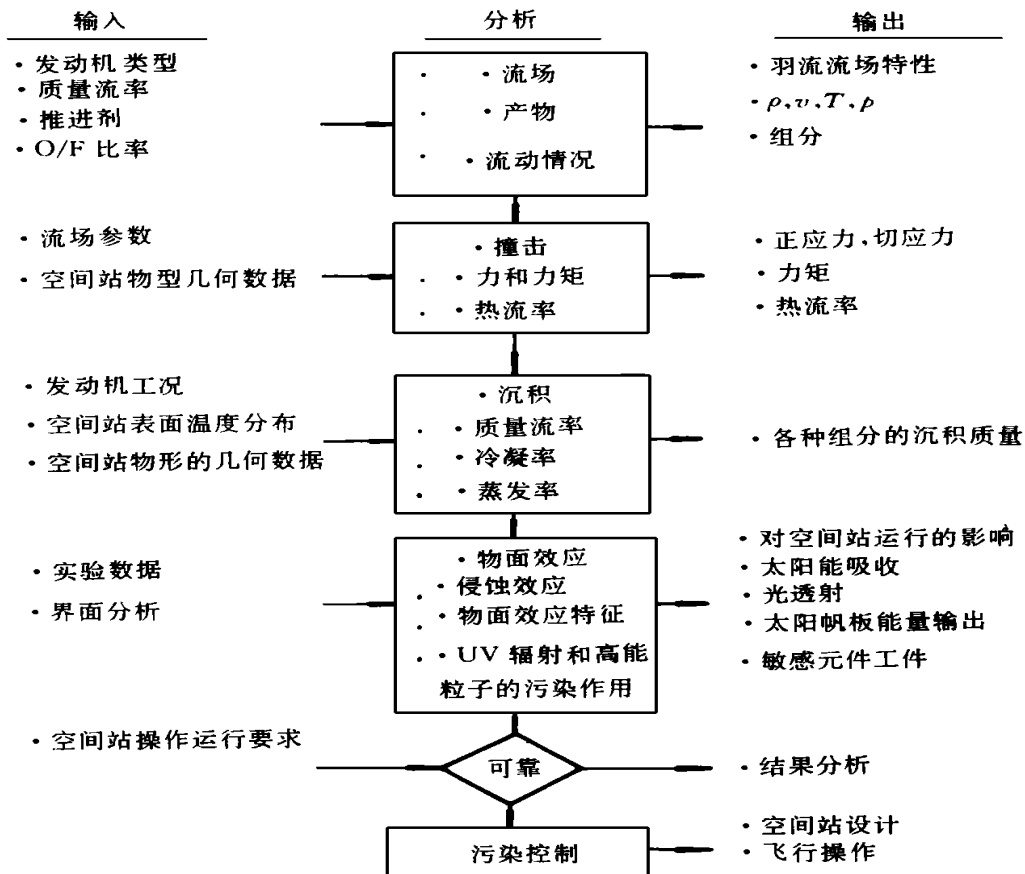 输入
分析
输出
· 发动机类型
· 质量流率
· 推进剂
· O/F 比率
· 流场
· 产物
· 流动情况
· 羽流流场特性
· ρ,v,T,p
· 组分
· 流场参数
· 空间站物型几何数据
· 撞击
· 力和力矩
· 热流率
· 正应力,切应力
· 力矩
· 热流率
· 发动机工况
· 空间站表面温度分布
· 空间站物形的几何数据
· 沉积
· 质量流率
· 冷凝率
· 蒸发率
· 各种组分的沉积质量
· 实验数据
· 界面分析
· 物面效应
· 侵蚀效应
· 物面效应特征
· UV 辐射和高能
粒子的污染作用
· 对空间站运行的影响
· 太阳能吸收
· 光透射
· 太阳帆板能量输出
· 敏感元件工件
· 空间站操作运行要求
可靠
· 结果分析
污染控制
· 空间站设计
· 飞行操作